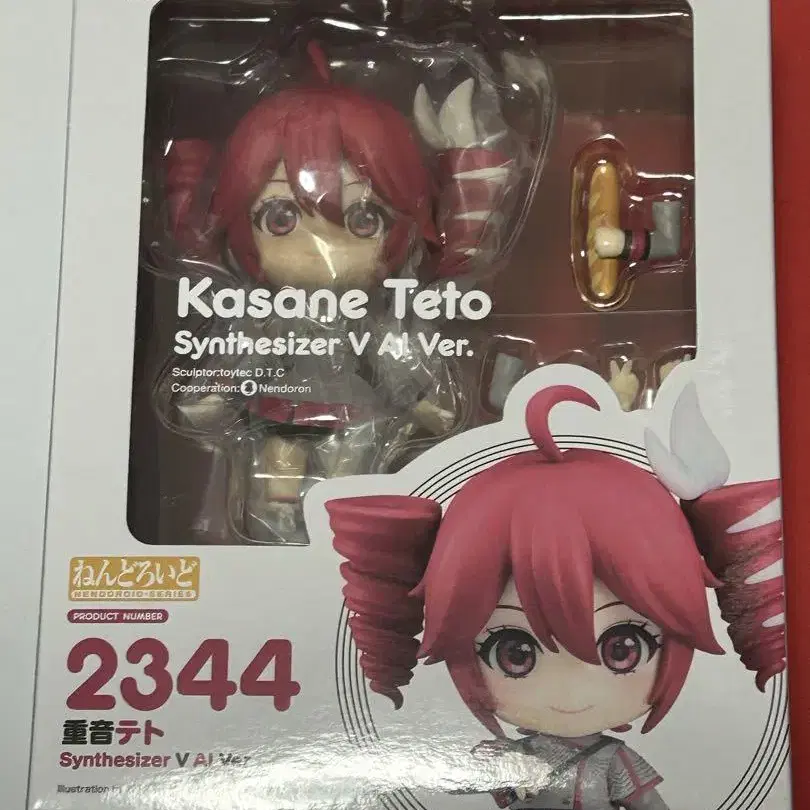 Kasane Teto
Synthesizer V AI Ver.
Sculptor:toytec D.T.C
Cooperation: Nendoron
ねんどろいど
NENDOROID-SERIES
PRODUCT NUMBER
2344
重音テト
Synthesizer V AI Ver
Illustration